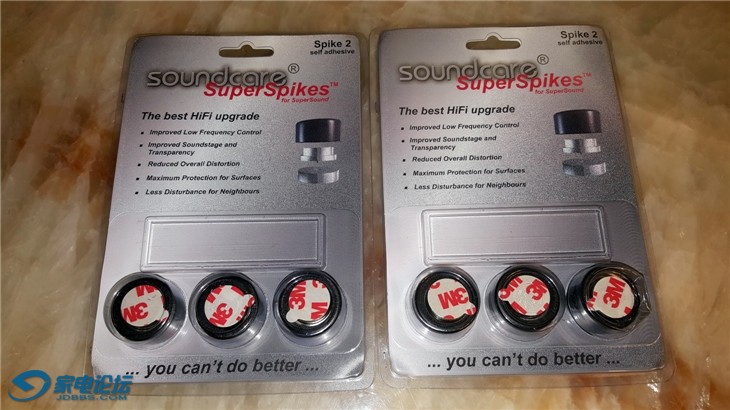 Spike 2
self adhesive
soundcare®
SuperSpikes™
for SuperSound
The best HiFi upgrade
Improved Low Frequency Control
Improved Soundstage and
Transparency
Reduced Overall Distortion
Maximum Protection for Surfaces
Less Disturbance for Neighbours
3M
3M
3M
... you can't do better ...
Spike 2
self adhesive
soundcare®
SuperSpikes™
for SuperSound
The best HiFi upgrade
Improved Low Frequency Control
Improved Soundstage and
Transparency
Reduced Overall Distortion
Maximum Protection for Surfaces
Less Disturbance for Neighbours
3M
3M
3M
... you can't do better ...
家电论坛
JDBBS.COM